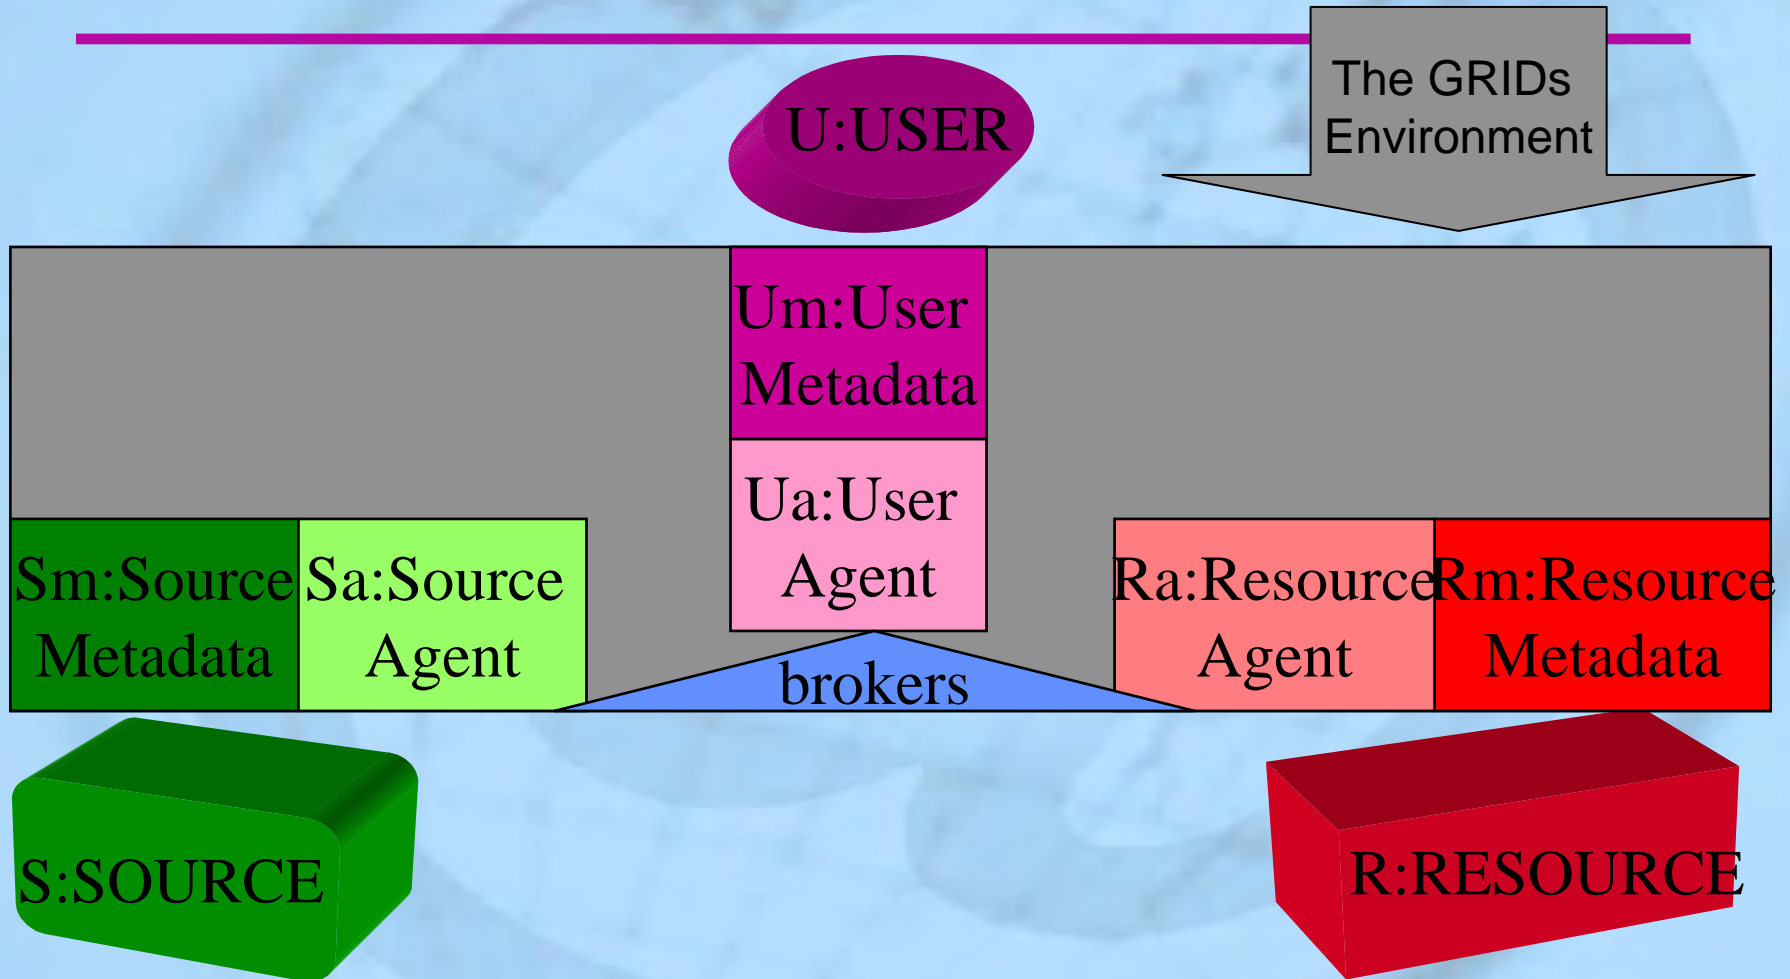 The GRIDs
Environment
U:USER
Um:User
Metadata
Ua:User
Agent
Sm:Source
Metadata
Sa:Source
Agent
brokers
Ra:Resource
Agent
Rm:Resource
Metadata
S:SOURCE
R:RESOURCE